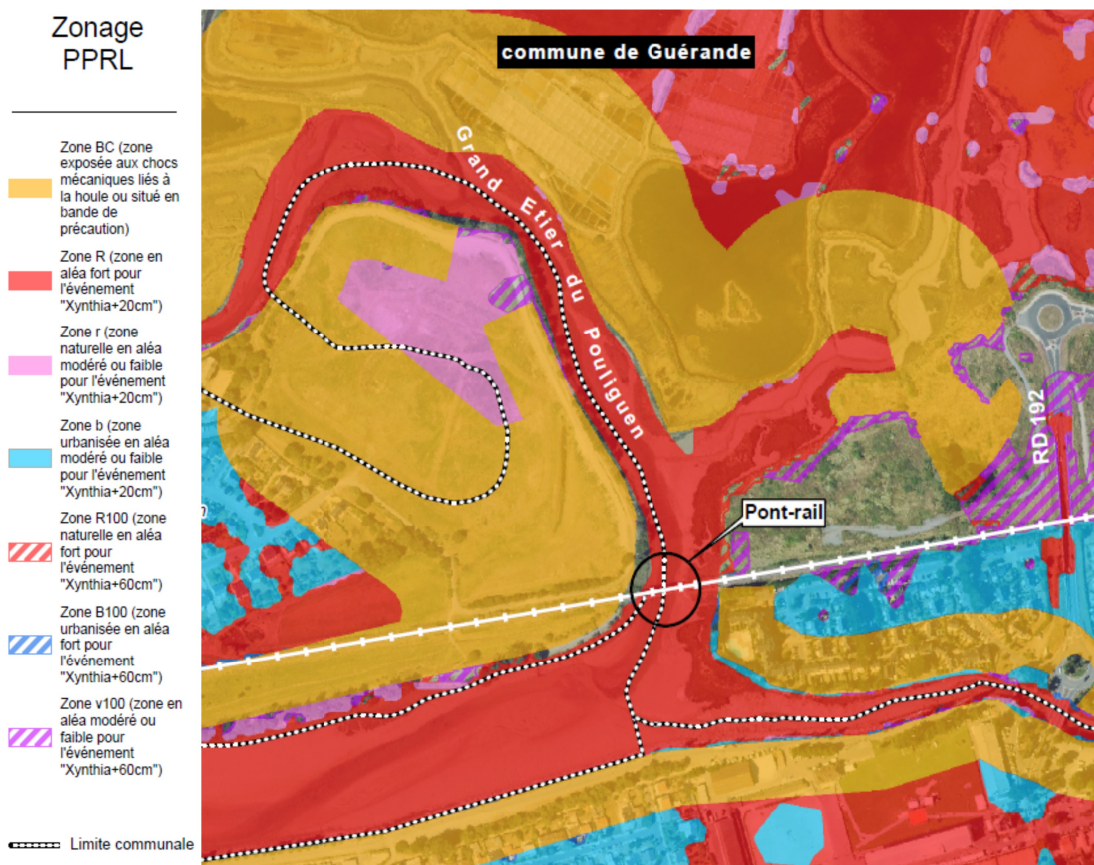 Zonage
PPRL
Zone BC (zone
exposée aux chocs
mécaniques liés à
la houle ou situé en
bande de
précaution)
Zone R (zone en
aléa fort pour
l'événement
"Xynthia+20cm")
Zone r (zone
naturelle en aléa
modéré ou faible
pour l'événement
"Xynthia+20cm")
Zone b (zone
urbanisée en aléa
modéré ou faible
pour l'événement
"Xynthia+20cm")
Zone R100 (zone
naturelle en aléa
fort pour
l'événement
"Xynthia+60cm")
Zone B100 (zone
urbanisée en aléa
fort pour
l'événement
"Xynthia+60cm")
Zone v100 (zone en
aléa modéré ou
faible pour
l'événement
"Xynthia+60cm")
Limite communale
commune de Guérande
Grand Etier du Pouliguen
Pont-rail
RD 192